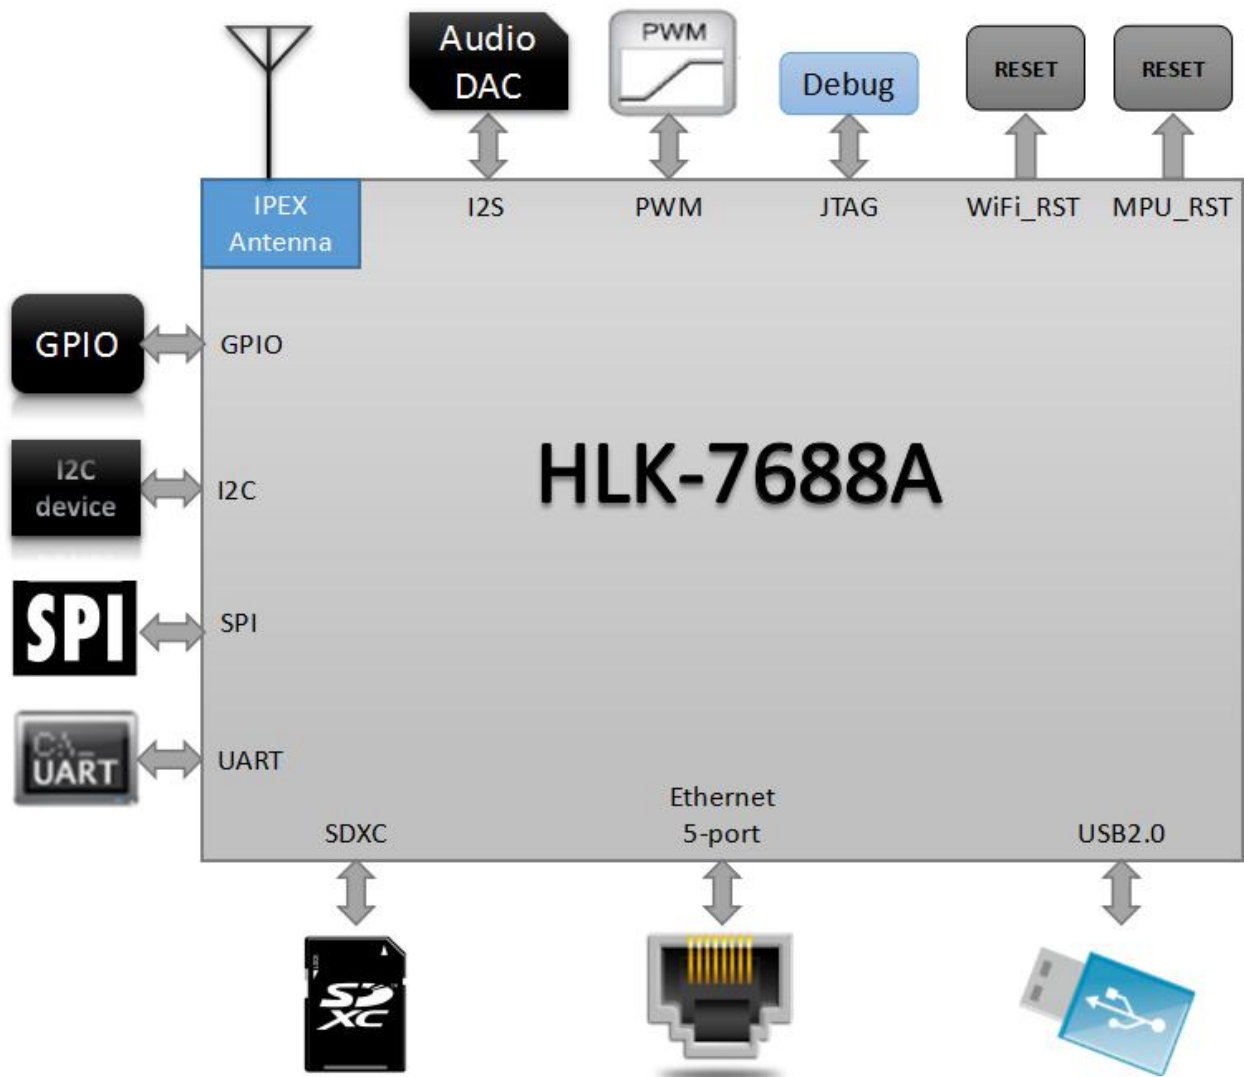 Audio
DAC
PWM
Debug
RESET
RESET
IPEX
Antenna
I2S
PWM
JTAG
WiFi_RST
MPU_RST
GPIO
GPIO
HLK-7688A
I2C
device
I2C
SPI
SPI
C:\_
UART
UART
Ethernet
5-port
SDXC
USB2.0
SD
XC